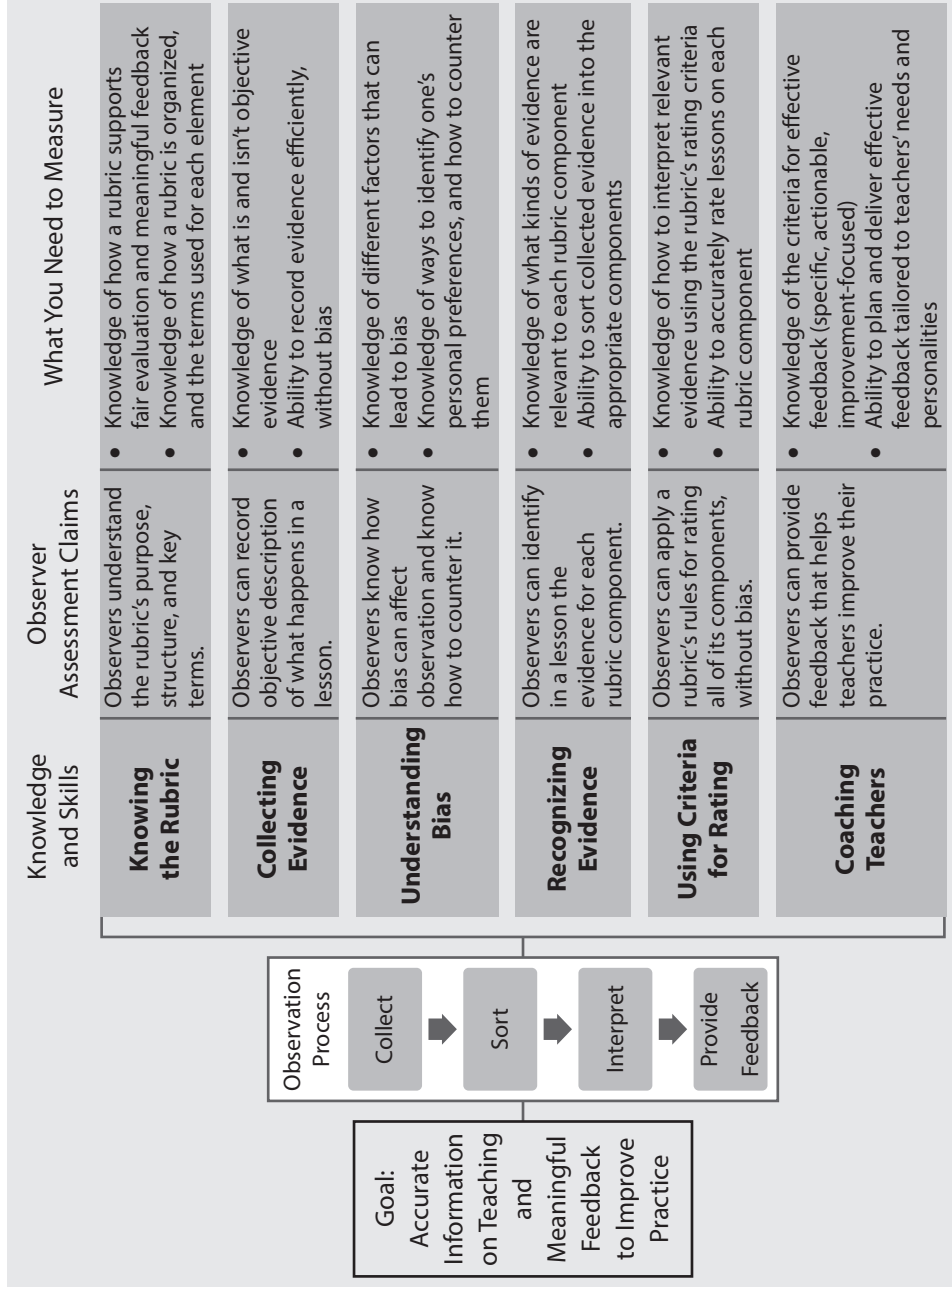 Goal:
Accurate
Information
on Teaching
and
Meaningful
Feedback
to Improve
Practice
Observation
Process
Collect
Sort
Interpret
Provide
Feedback
Knowledge
and Skills
Observer
Assessment Claims
What You Need to Measure
Knowing
the Rubric
Observers understand
the rubric's purpose,
structure, and key
terms.
• Knowledge of how a rubric supports
fair evaluation and meaningful feedback
• Knowledge of how a rubric is organized,
and the terms used for each element
Collecting
Evidence
Observers can record
objective description
of what happens in a
lesson.
• Knowledge of what is and isn't objective
evidence
• Ability to record evidence efficiently,
without bias
Understanding
Bias
Observers know how
bias can affect
observation and know
how to counter it.
• Knowledge of different factors that can
lead to bias
• Knowledge of ways to identify one's
personal preferences, and how to counter
them
Recognizing
Evidence
Observers can identify
in a lesson the
evidence for each
rubric component.
• Knowledge of what kinds of evidence are
relevant to each rubric component
• Ability to sort collected evidence into the
appropriate components
Using Criteria
for Rating
Observers can apply a
rubric's rules for rating
all of its components,
without bias.
• Knowledge of how to interpret relevant
evidence using the rubric's rating criteria
• Ability to accurately rate lessons on each
rubric component
Coaching
Teachers
Observers can provide
feedback that helps
teachers improve their
practice.
• Knowledge of the criteria for effective
feedback (specific, actionable,
improvement-focused)
• Ability to plan and deliver effective
feedback tailored to teachers' needs and
personalities